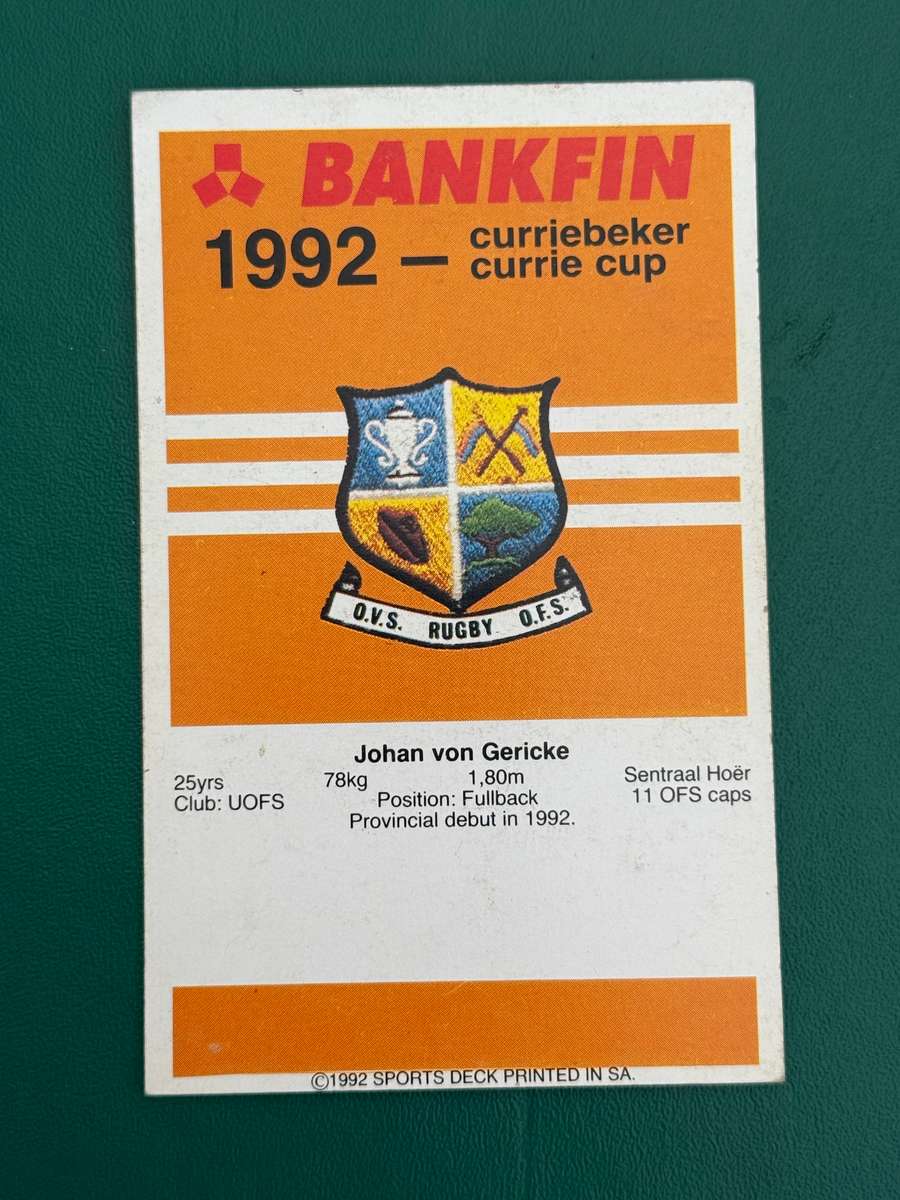 BANKFIN
1992 – curriebeker
currie cup
O.V.S. RUGBY O.F.S.
Johan von Gericke
25yrs 78kg 1,80m Sentraal Hoër
Club: UOFS Position: Fullback 11 OFS caps
Provincial debut in 1992.
©1992 SPORTS DECK PRINTED IN SA.